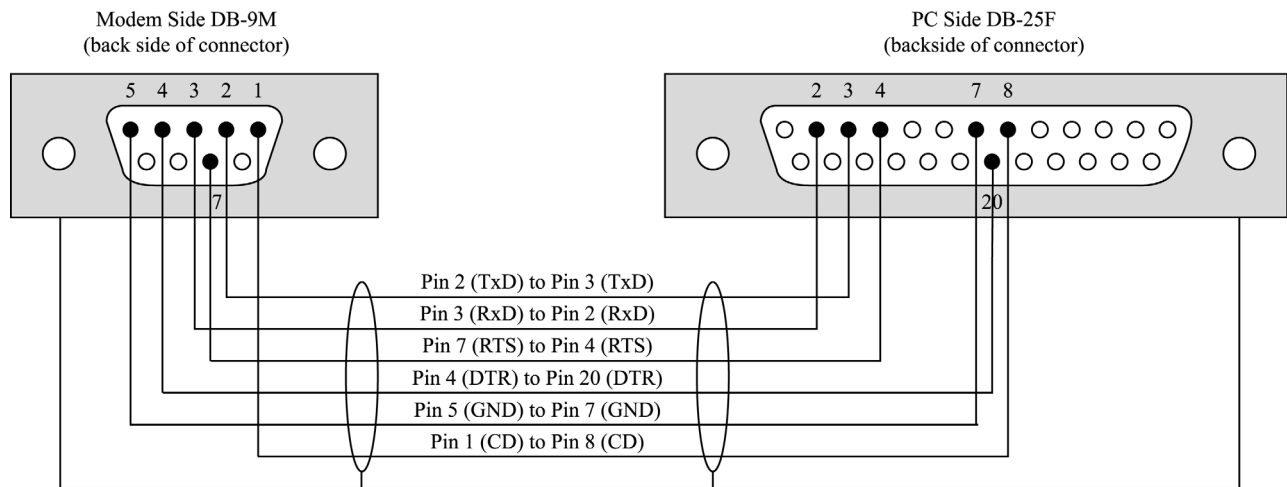 Modem Side DB-9M
(back side of connector)
PC Side DB-25F
(backside of connector)
5 4 3 2 1
2 3 4 7 8
7
20
Pin 2 (TxD) to Pin 3 (TxD)
Pin 3 (RxD) to Pin 2 (RxD)
Pin 7 (RTS) to Pin 4 (RTS)
Pin 4 (DTR) to Pin 20 (DTR)
Pin 5 (GND) to Pin 7 (GND)
Pin 1 (CD) to Pin 8 (CD)